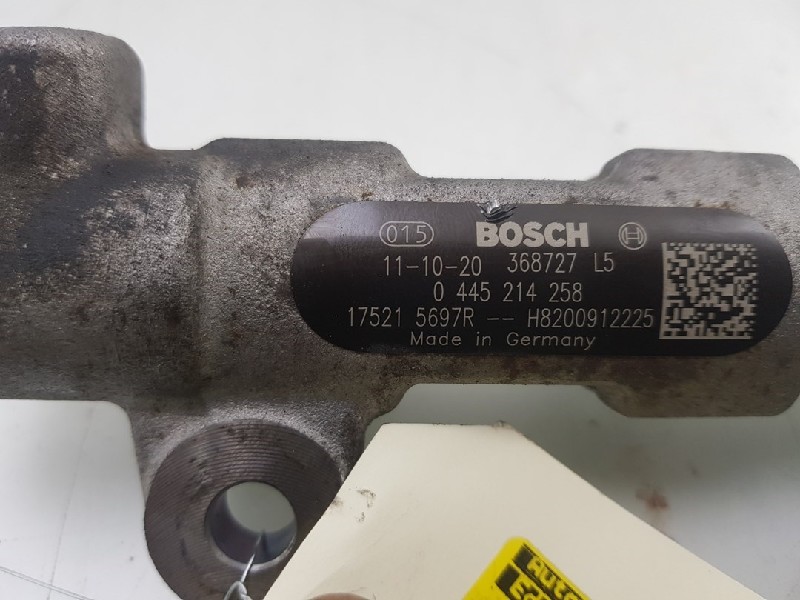 015 BOSCH
11-10-20 368727 L5
0 445 214 258
17521 5697R -- H8200912225
Made in Germany